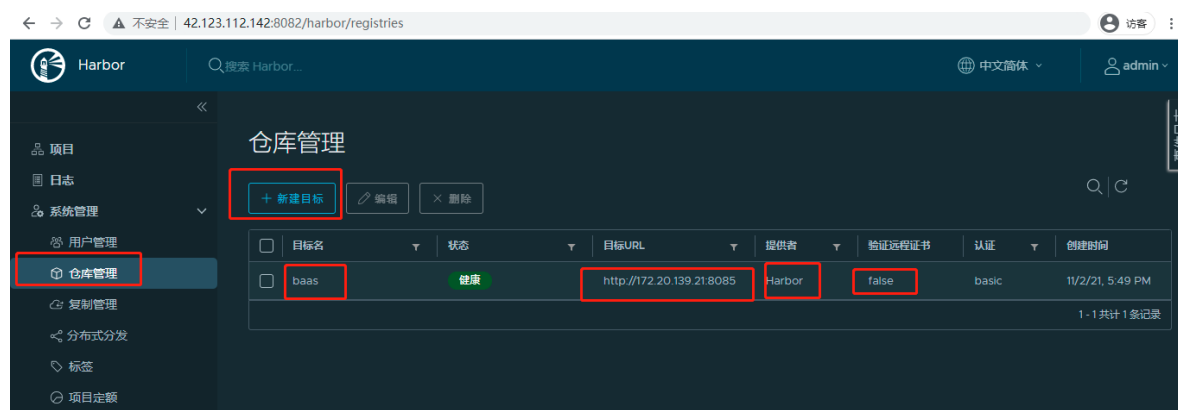 不安全 | 42.123.112.142:8082/harbor/registries 访客
Harbor 搜索 Harbor... 中文简体 admin
仓库管理
项目
日志
系统管理
用户管理
仓库管理
复制管理
分布式分发
标签
项目定额
+ 新建目标 编辑 × 删除
目标名 状态 目标URL 提供者 验证远程证书 认证 创建时间
baas 健康 http://172.20.139.21:8085 Harbor false basic 11/2/21, 5:49 PM
1 - 1 共计 1 条记录